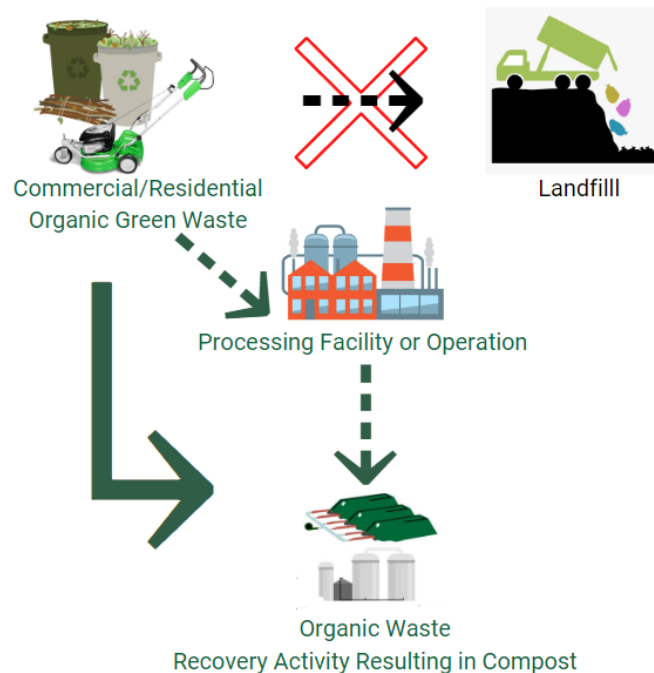 Commercial/Residential
Organic Green Waste
Landfilll
Processing Facility or Operation
Organic Waste
Recovery Activity Resulting in Compost